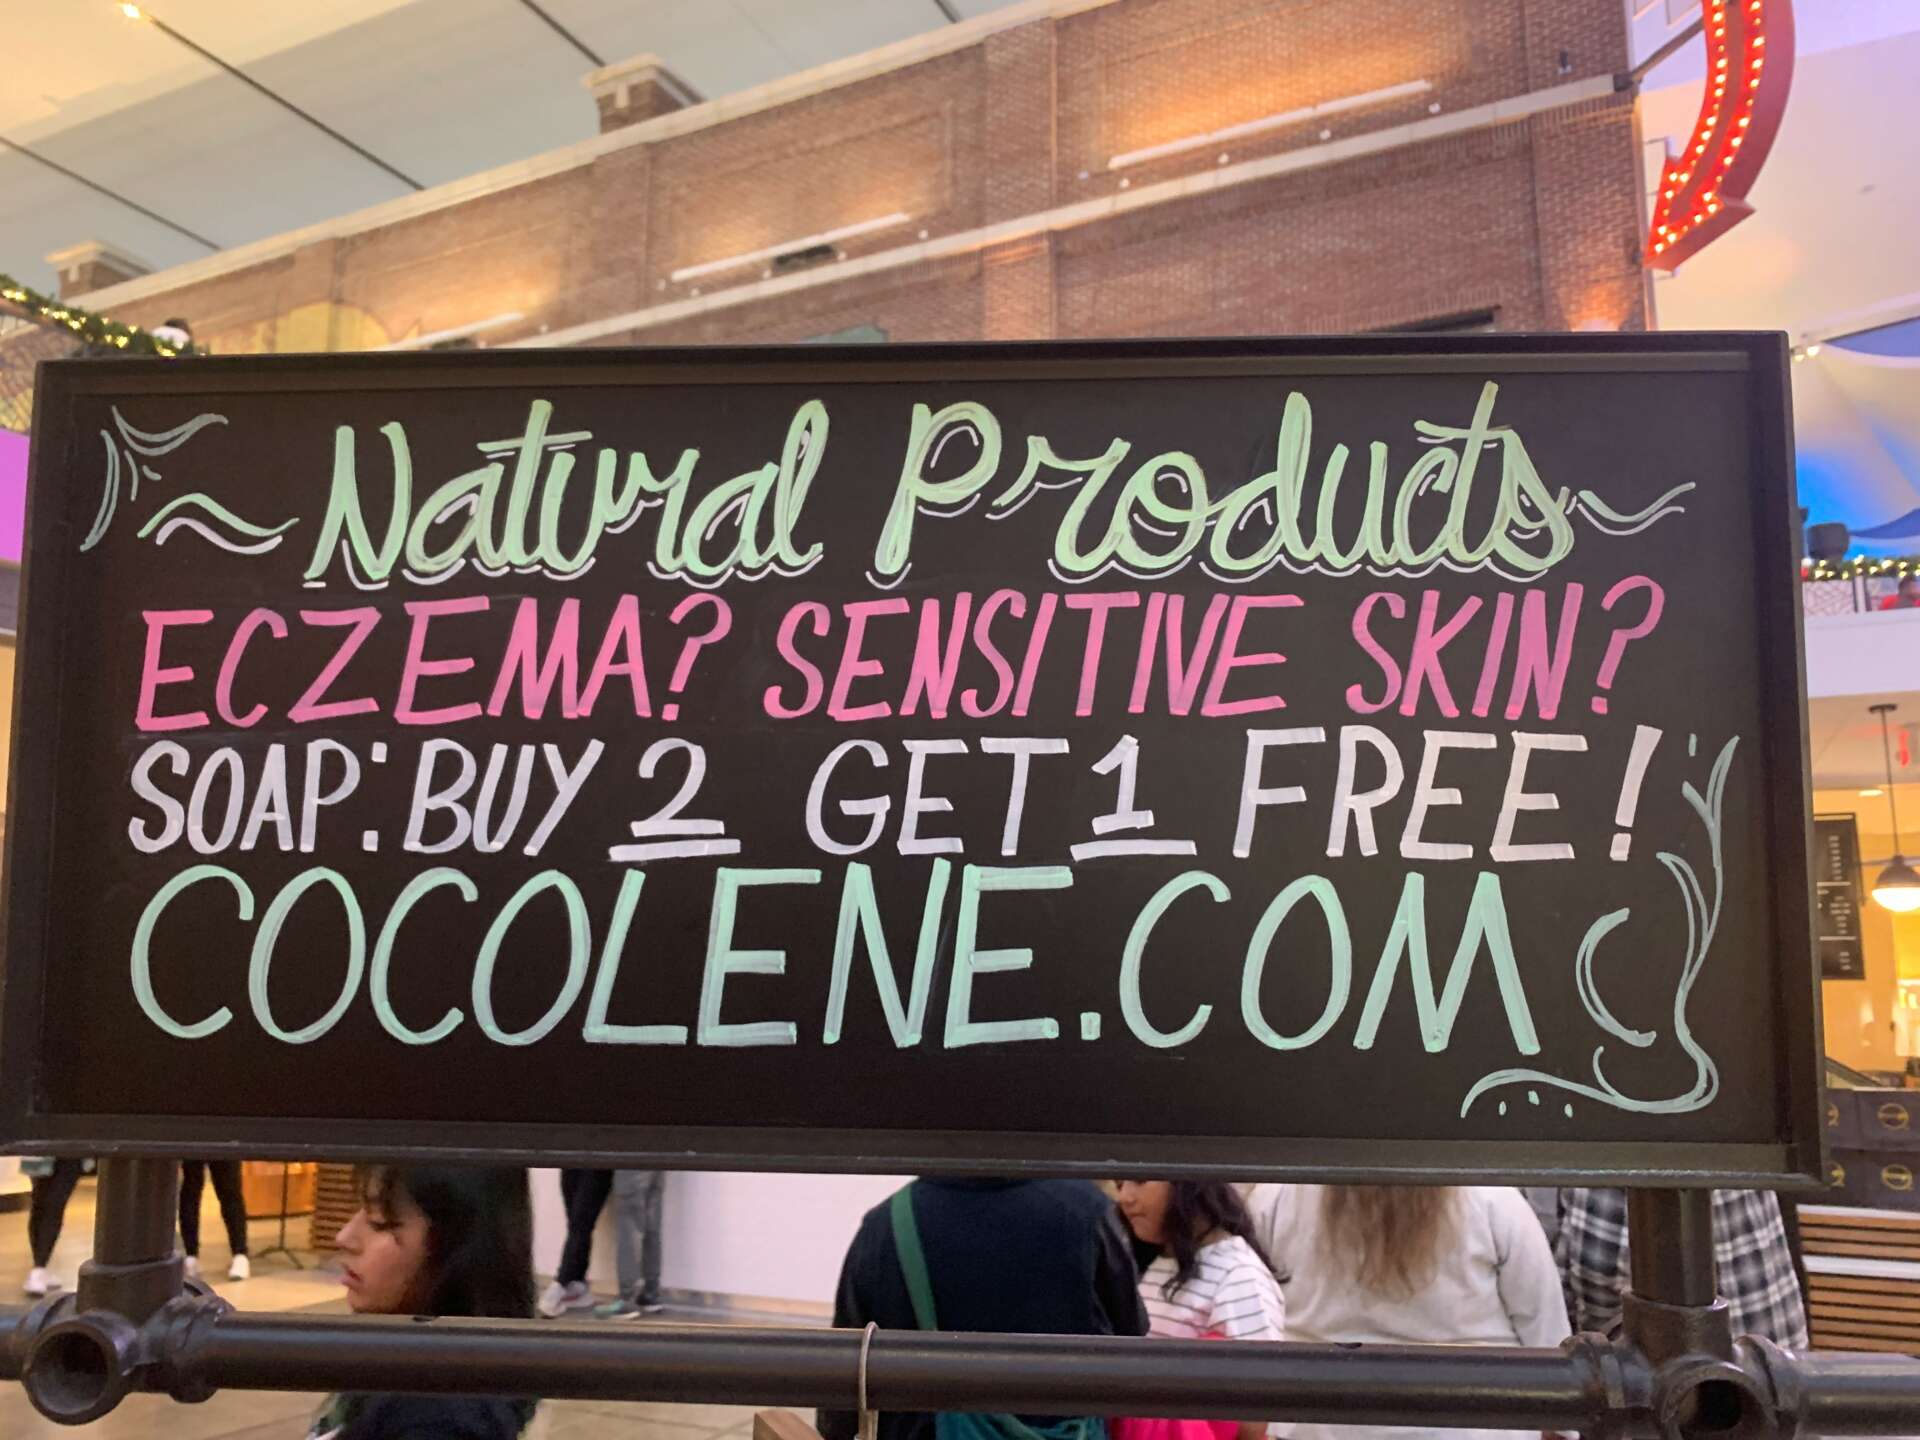 Natural Products
ECZEMA? SENSITIVE SKIN?
SOAP: BUY 2 GET 1 FREE!
COCOLENE.COM